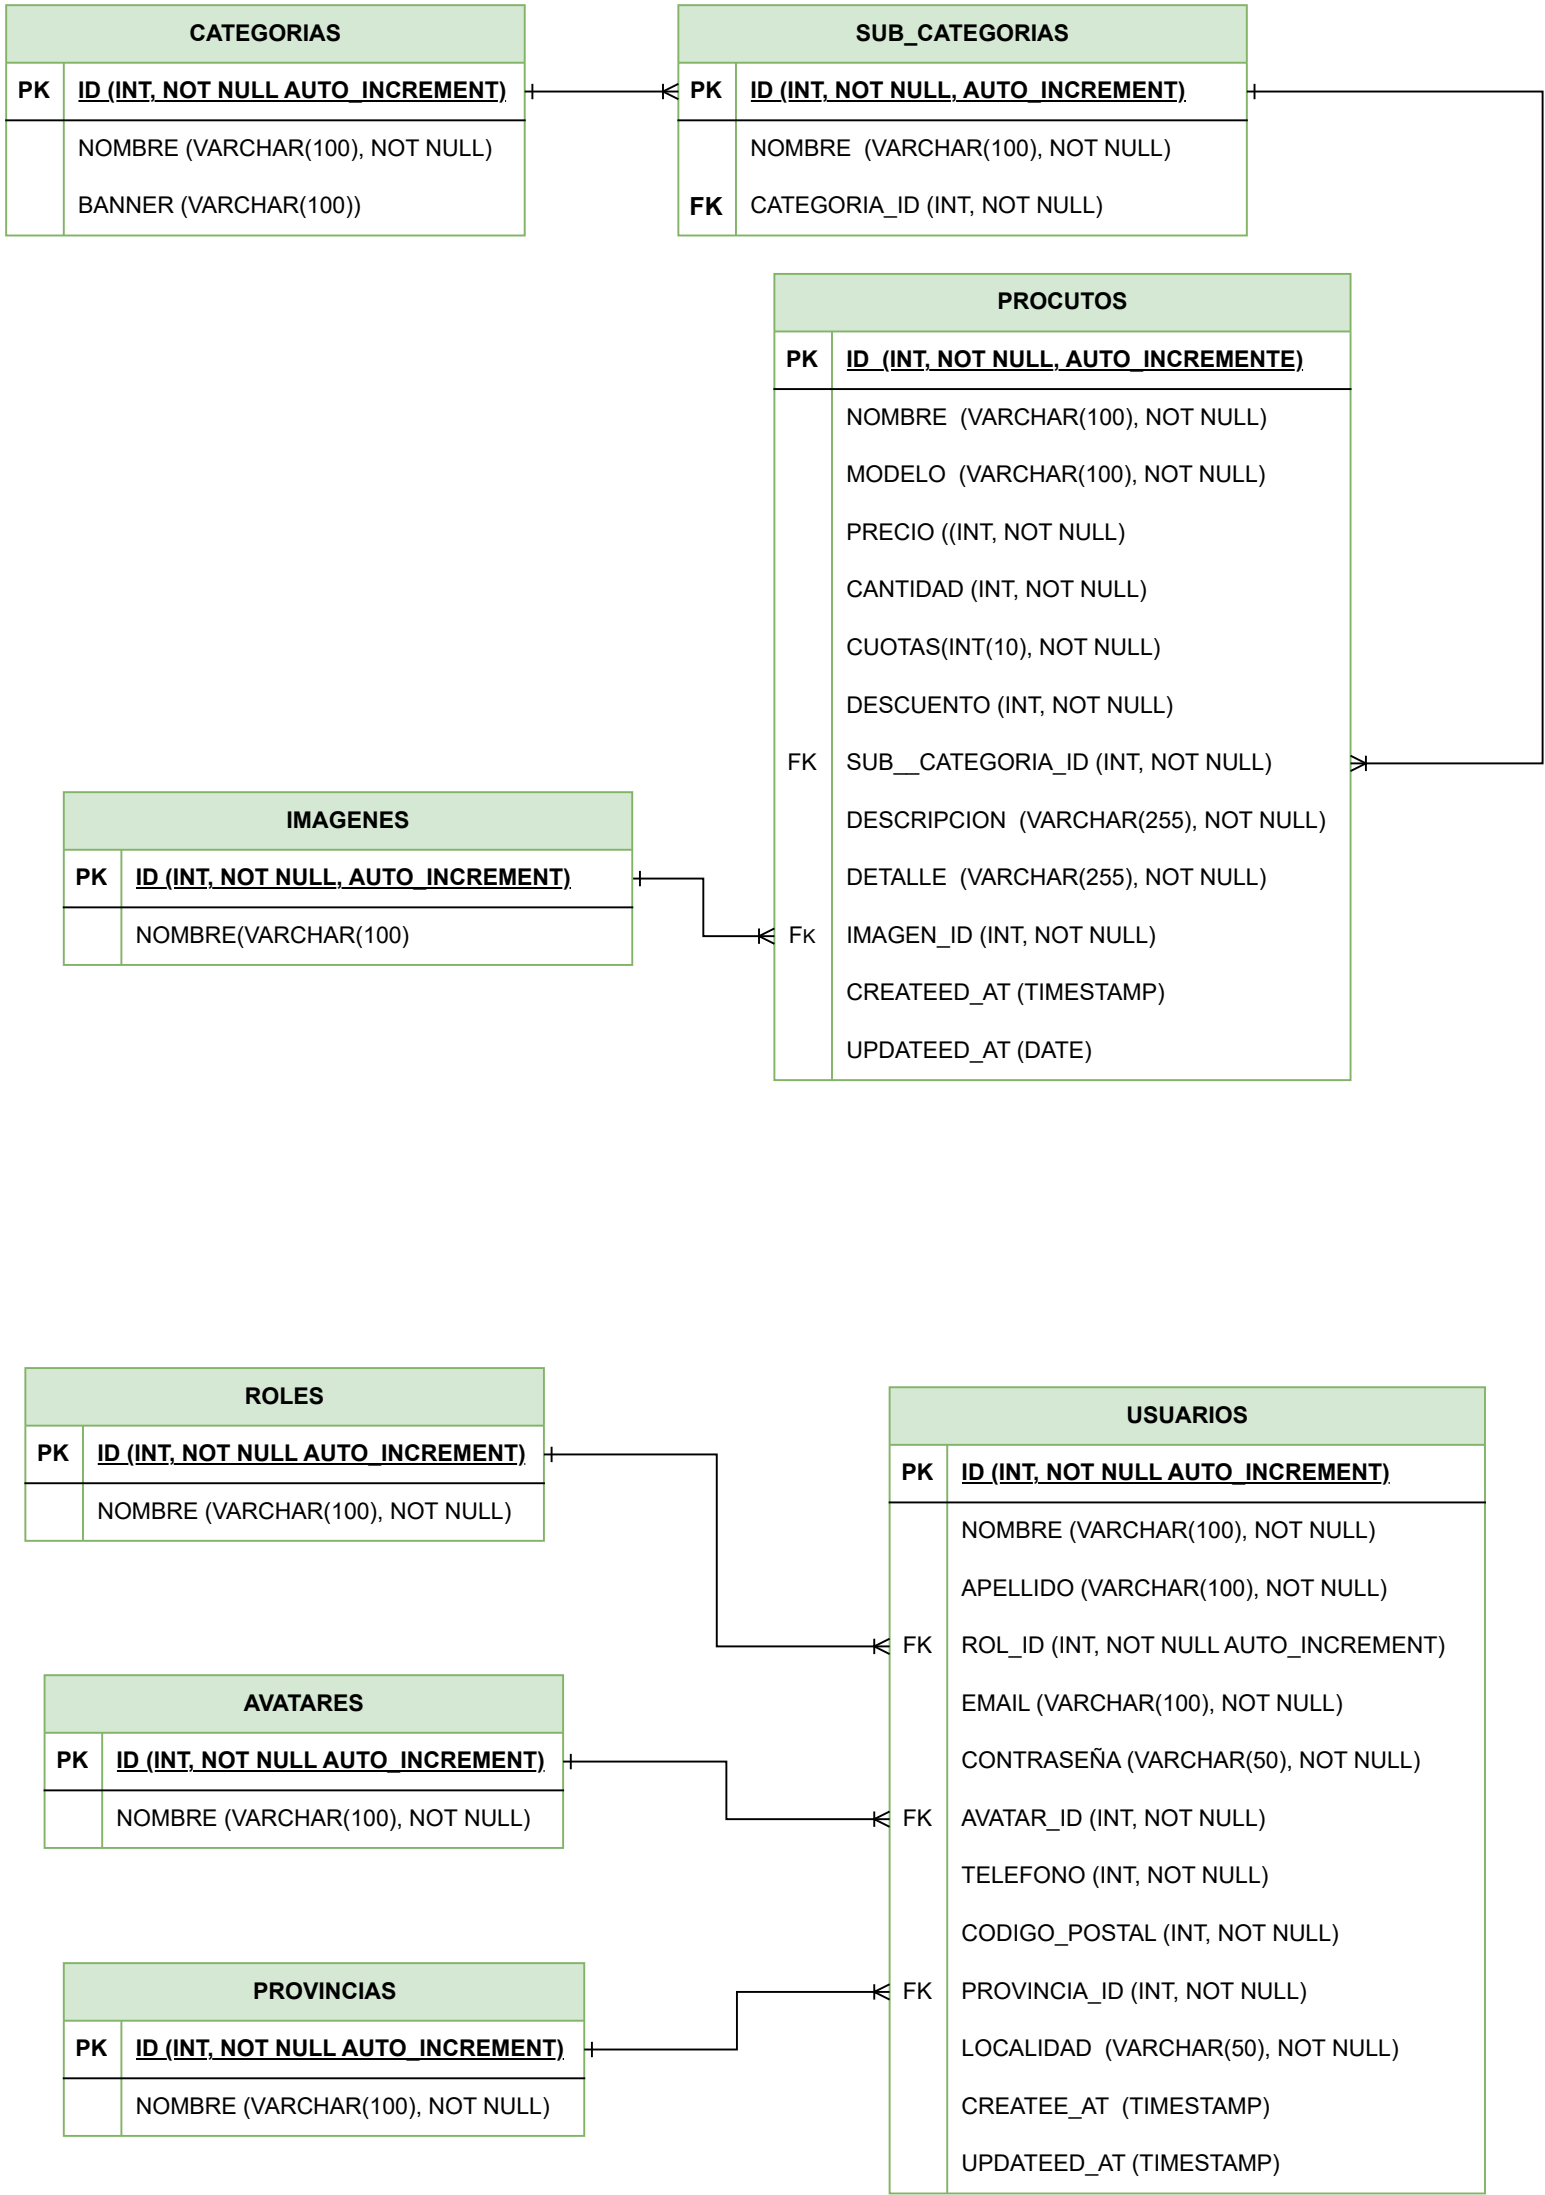 CATEGORIAS
PK ID (INT, NOT NULL AUTO_INCREMENT)
NOMBRE (VARCHAR(100), NOT NULL)
BANNER (VARCHAR(100))
SUB_CATEGORIAS
PK ID (INT, NOT NULL, AUTO_INCREMENT)
NOMBRE (VARCHAR(100), NOT NULL)
FK CATEGORIA_ID (INT, NOT NULL)
PROCUTOS
PK ID (INT, NOT NULL, AUTO_INCREMENTE)
NOMBRE (VARCHAR(100), NOT NULL)
MODELO (VARCHAR(100), NOT NULL)
PRECIO ((INT, NOT NULL)
CANTIDAD (INT, NOT NULL)
CUOTAS(INT(10), NOT NULL)
DESCUENTO (INT, NOT NULL)
FK SUB__CATEGORIA_ID (INT, NOT NULL)
DESCRIPCION (VARCHAR(255), NOT NULL)
DETALLE (VARCHAR(255), NOT NULL)
FK IMAGEN_ID (INT, NOT NULL)
CREATEED_AT (TIMESTAMP)
UPDATEED_AT (DATE)
IMAGENES
PK ID (INT, NOT NULL, AUTO_INCREMENT)
NOMBRE(VARCHAR(100)
ROLES
PK ID (INT, NOT NULL AUTO_INCREMENT)
NOMBRE (VARCHAR(100), NOT NULL)
AVATARES
PK ID (INT, NOT NULL AUTO_INCREMENT)
NOMBRE (VARCHAR(100), NOT NULL)
PROVINCIAS
PK ID (INT, NOT NULL AUTO_INCREMENT)
NOMBRE (VARCHAR(100), NOT NULL)
USUARIOS
PK ID (INT, NOT NULL AUTO_INCREMENT)
NOMBRE (VARCHAR(100), NOT NULL)
APELLIDO (VARCHAR(100), NOT NULL)
FK ROL_ID (INT, NOT NULL AUTO_INCREMENT)
EMAIL (VARCHAR(100), NOT NULL)
CONTRASEÑA (VARCHAR(50), NOT NULL)
FK AVATAR_ID (INT, NOT NULL)
TELEFONO (INT, NOT NULL)
CODIGO_POSTAL (INT, NOT NULL)
FK PROVINCIA_ID (INT, NOT NULL)
LOCALIDAD (VARCHAR(50), NOT NULL)
CREATEE_AT (TIMESTAMP)
UPDATEED_AT (TIMESTAMP)